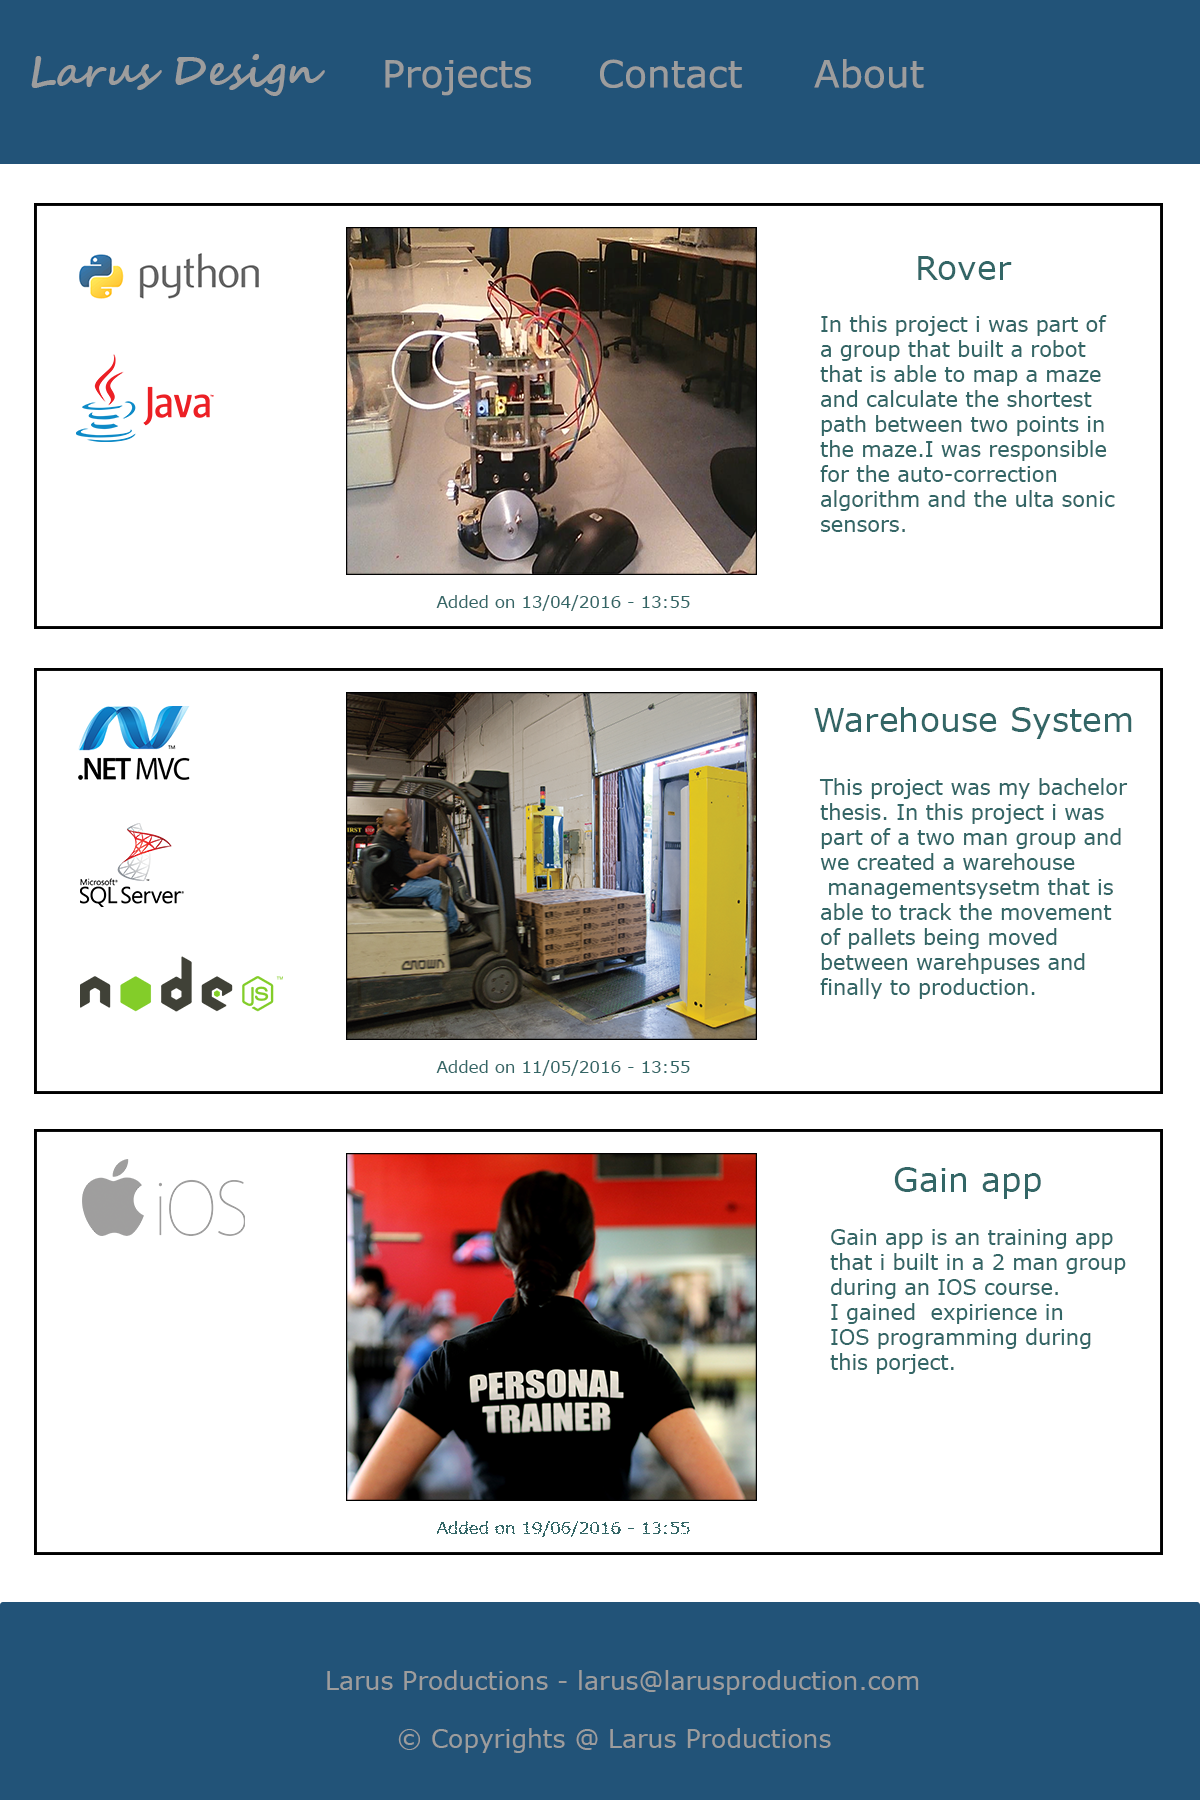 Larus Design Projects Contact About
python
Java
Rover
In this project i was part of
a group that built a robot
that is able to map a maze
and calculate the shortest
path between two points in
the maze.I was responsible
for the auto-correction
algorithm and the ulta sonic
sensors.
Added on 13/04/2016 - 13:55
.NET MVC
Microsoft®
SQL Server®
node JS™
FIRST
CROWN
Warehouse System
This project was my bachelor
thesis. In this project i was
part of a two man group and
we created a warehouse
managementsysetm that is
able to track the movement
of pallets being moved
between warehpuses and
finally to production.
Added on 11/05/2016 - 13:55
iOS
PERSONAL
TRAINER
Gain app
Gain app is an training app
that i built in a 2 man group
during an IOS course.
I gained  expirience in
IOS programming during
this porject.
Added on 19/06/2016 - 13:55
Larus Productions - larus@larusproduction.com
© Copyrights @ Larus Productions